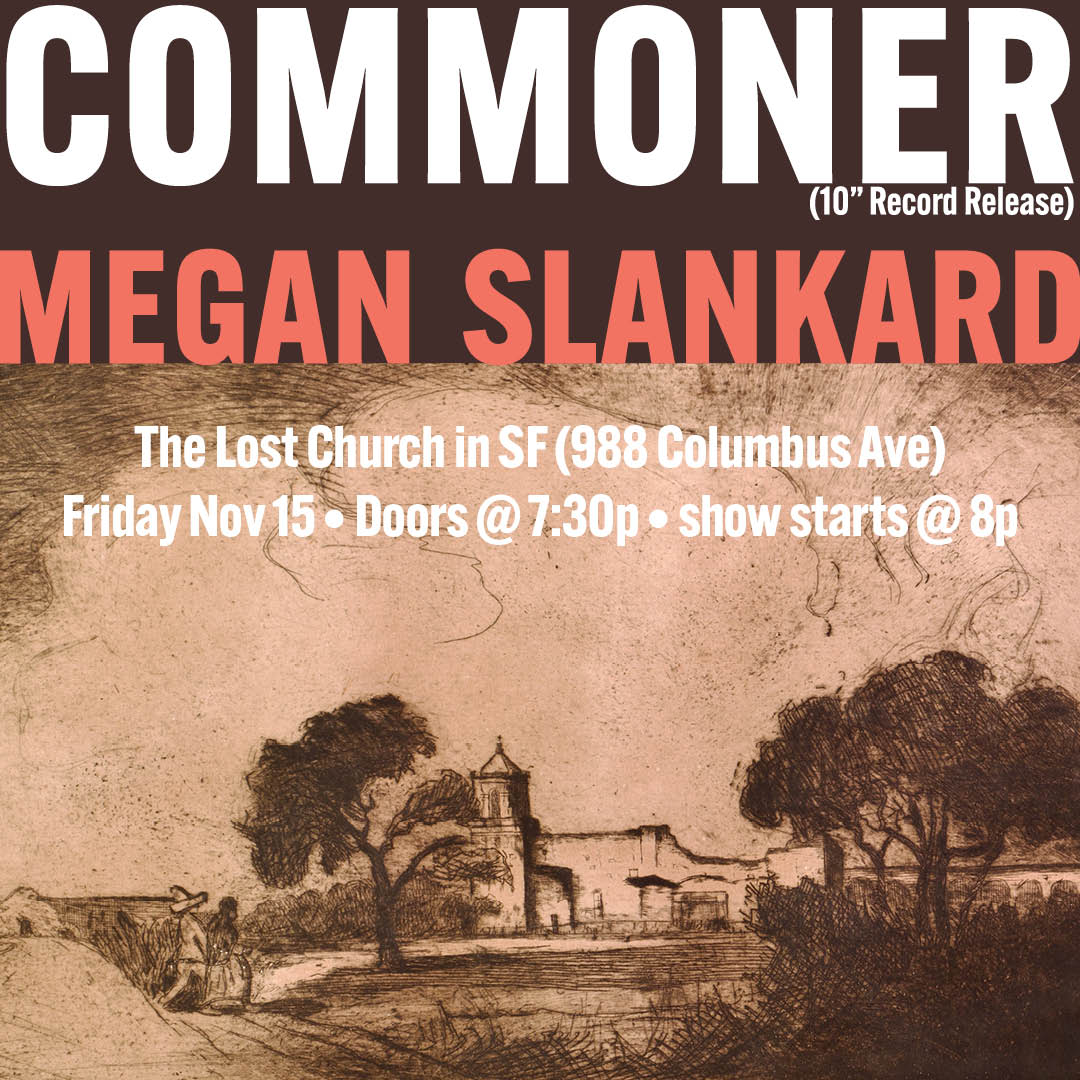 COMMONER
(10” Record Release)
MEGAN SLANKARD
The Lost Church in SF (988 Columbus Ave)
Friday Nov 15 • Doors @ 7:30p • show starts @ 8p